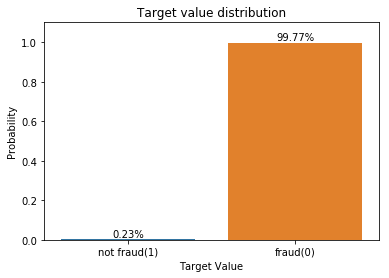 Target value distribution
Probability
1.0
0.8
0.6
0.4
0.2
0.0
99.77%
0.23%
not fraud(1) fraud(0)
Target Value